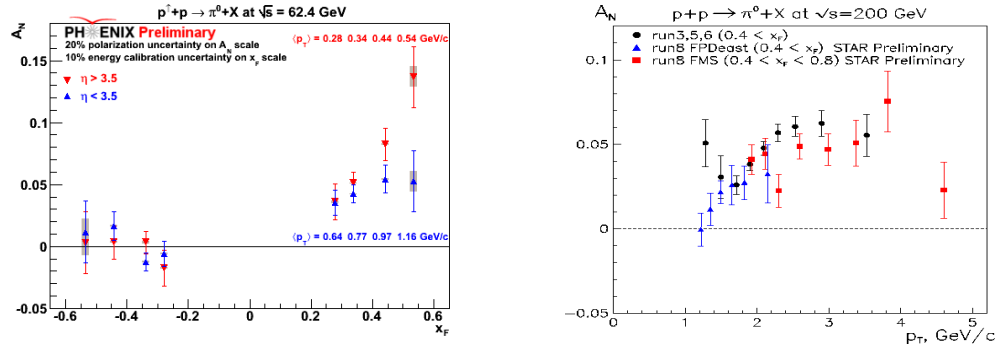 p↑+p → π⁰+X at √s = 62.4 GeV
A_N
PHENIX Preliminary
20% polarization uncertainty on A_N scale
10% energy calibration uncertainty on x_F scale
⟨p_T⟩ = 0.28 0.34 0.44 0.54 GeV/c
η > 3.5
η < 3.5
0.15
0.1
0.05
0
-0.05
⟨p_T⟩ = 0.64 0.77 0.97 1.16 GeV/c
-0.6 -0.4 -0.2 0 0.2 0.4 0.6
x_F
A_N
p+p → π⁰+X at √s=200 GeV
run3,5,6 (0.4 < x_F)
run8 FPDeast (0.4 < x_F) STAR Preliminary
run8 FMS (0.4 < x_F < 0.8) STAR Preliminary
0.1
0.05
0
−0.05
0 1 2 3 4 5
p_T, GeV/c